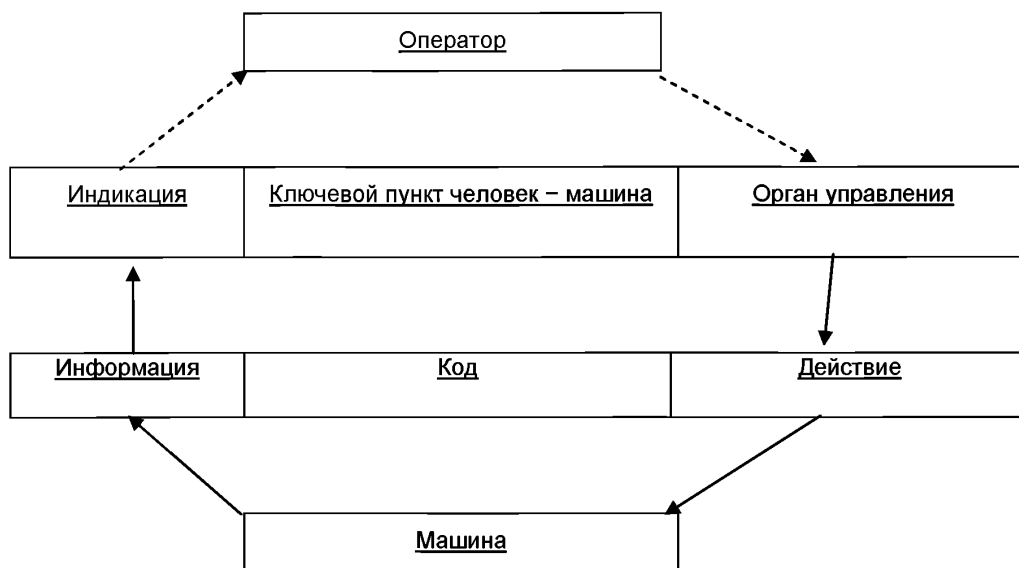 Оператор
Индикация
Ключевой пункт человек – машина
Орган управления
Информация
Код
Действие
Машина